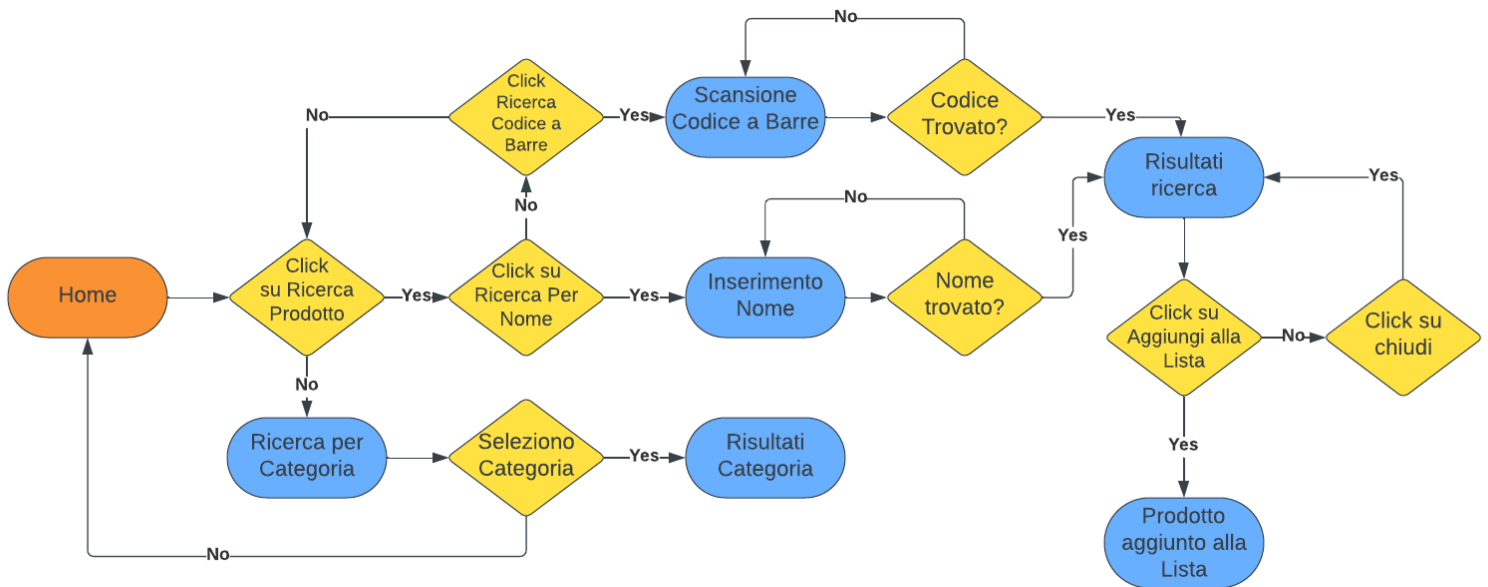 No
Click
Ricerca
Codice a
Barre
No
Yes
Scansione
Codice a Barre
Codice
Trovato?
Yes
Risultati
ricerca
Yes
No
No
Yes
Home
Click
su Ricerca
Prodotto
Yes
Click su
Ricerca Per
Nome
Yes
Inserimento
Nome
Nome
trovato?
Click su
Aggiungi alla
Lista
No
Click su
chiudi
No
Ricerca per
Categoria
Seleziono
Categoria
Yes
Risultati
Categoria
Yes
No
Prodotto
aggiunto alla
Lista